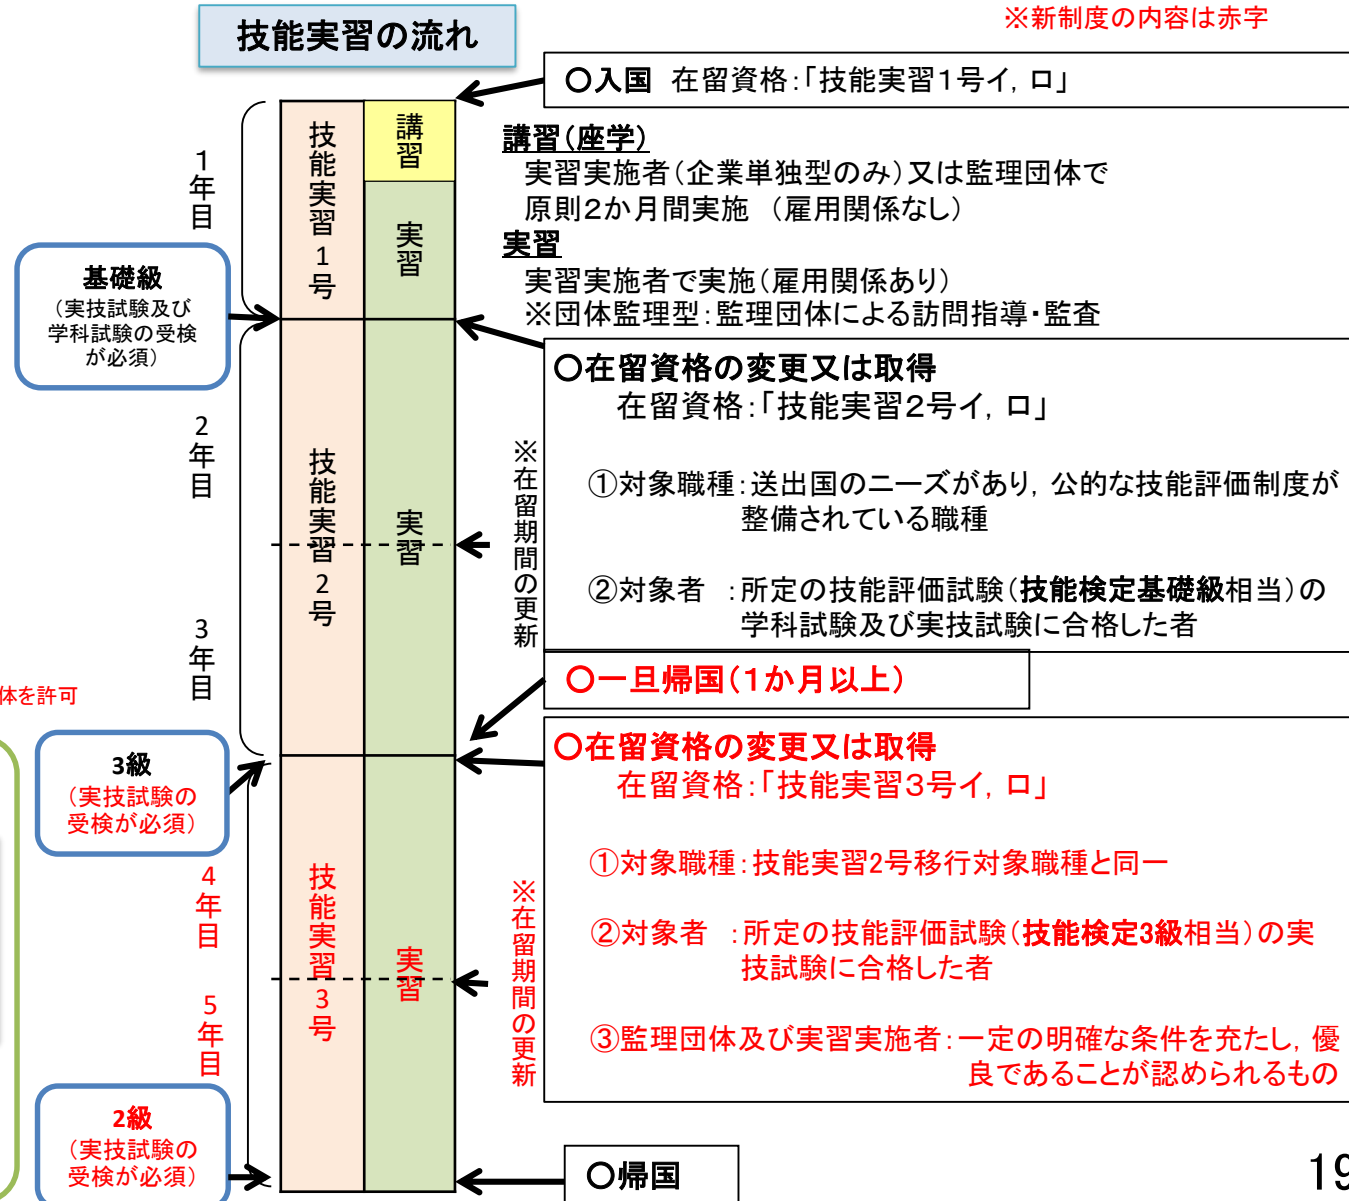 ※新制度の内容は赤字
技能実習の流れ
○入国 在留資格:「技能実習1号イ, ロ」
1年目
技能実習1号
講習
実習
講習(座学)
実習実施者(企業単独型のみ)又は監理団体で
原則2か月間実施 (雇用関係なし)
実習
実習実施者で実施(雇用関係あり)
※団体監理型:監理団体による訪問指導・監査
基礎級
(実技試験及び
学科試験の受検
が必須)
○在留資格の変更又は取得
在留資格:「技能実習2号イ, ロ」
①対象職種:送出国のニーズがあり, 公的な技能評価制度が
整備されている職種
②対象者 :所定の技能評価試験(技能検定基礎級相当)の
学科試験及び実技試験に合格した者
2年目
3年目
技能実習2号
実習
※在留期間の更新
○一旦帰国(1か月以上)
体を許可
3級
(実技試験の
受検が必須)
○在留資格の変更又は取得
在留資格:「技能実習3号イ, ロ」
①対象職種:技能実習2号移行対象職種と同一
②対象者 :所定の技能評価試験(技能検定3級相当)の実
技試験に合格した者
③監理団体及び実習実施者:一定の明確な条件を充たし, 優
良であることが認められるもの
4年目
5年目
技能実習3号
実習
※在留期間の更新
2級
(実技試験の
受検が必須)
○帰国
19